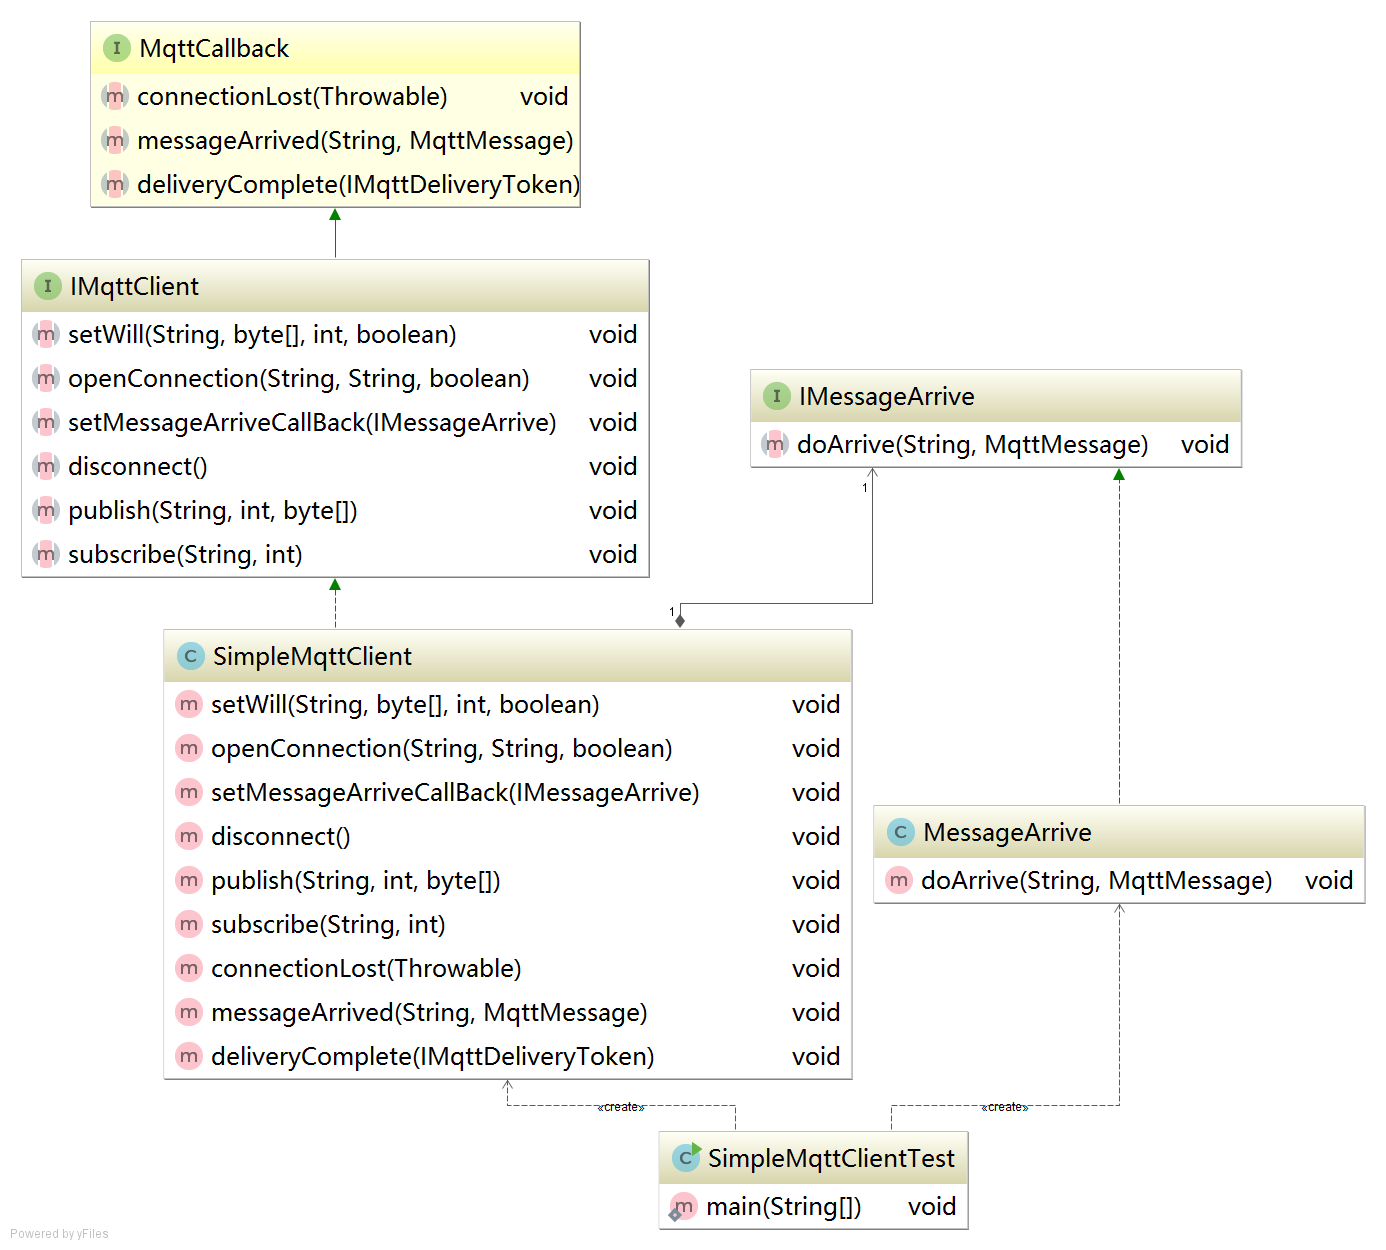 I MqttCallback
m connectionLost(Throwable) void
m messageArrived(String, MqttMessage)
m deliveryComplete(IMqttDeliveryToken)
I IMqttClient
m setWill(String, byte[], int, boolean) void
m openConnection(String, String, boolean) void
m setMessageArriveCallBack(IMessageArrive) void
m disconnect() void
m publish(String, int, byte[]) void
m subscribe(String, int) void
I IMessageArrive
m doArrive(String, MqttMessage) void
1
1
C SimpleMqttClient
m setWill(String, byte[], int, boolean) void
m openConnection(String, String, boolean) void
m setMessageArriveCallBack(IMessageArrive) void
m disconnect() void
m publish(String, int, byte[]) void
m subscribe(String, int) void
m connectionLost(Throwable) void
m messageArrived(String, MqttMessage) void
m deliveryComplete(IMqttDeliveryToken) void
C MessageArrive
m doArrive(String, MqttMessage) void
«create»
«create»
C SimpleMqttClientTest
m main(String[]) void
Powered by yFiles